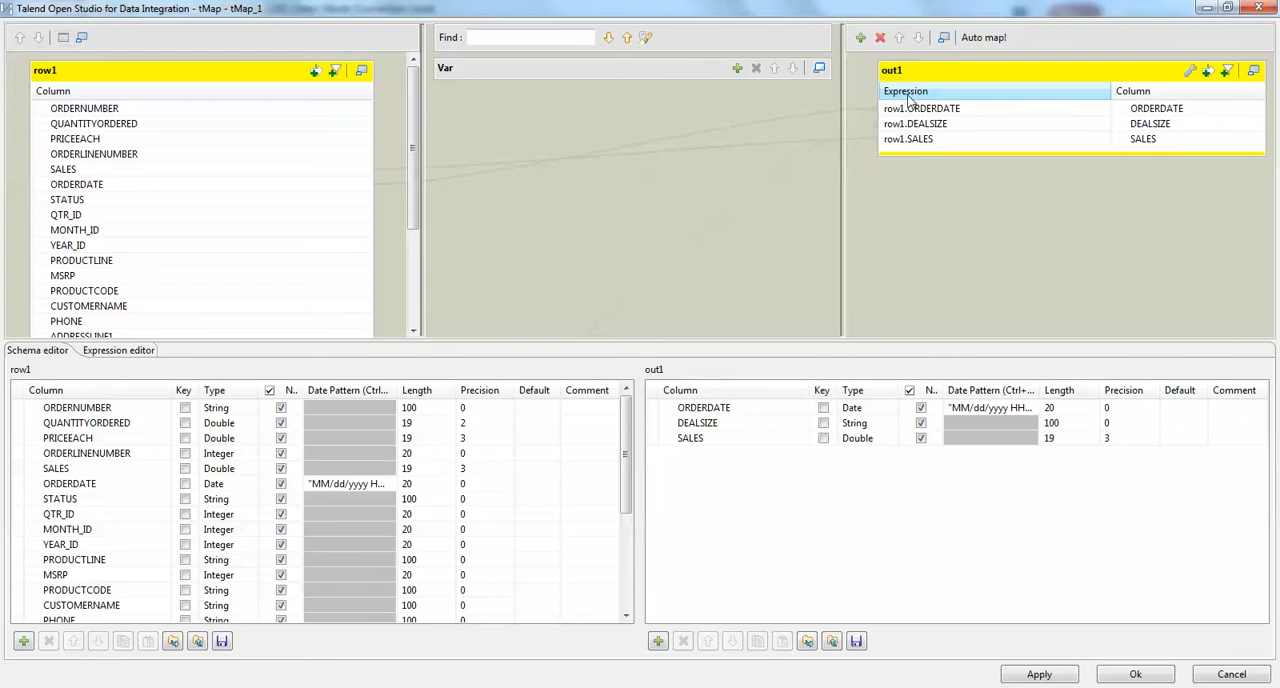 Talend Open Studio for Data Integration - tMap - tMap_1
Find :
Auto map!
row1
Column
ORDERNUMBER
QUANTITYORDERED
PRICEEACH
ORDERLINENUMBER
SALES
ORDERDATE
STATUS
QTR_ID
MONTH_ID
YEAR_ID
PRODUCTLINE
MSRP
PRODUCTCODE
CUSTOMERNAME
PHONE
ADDRESSLINE1
Var
out1
Expression Column
row1.ORDERDATE ORDERDATE
row1.DEALSIZE DEALSIZE
row1.SALES SALES
Schema editor Expression editor
row1
Column Key Type N.. Date Pattern (Ctrl... Length Precision Default Comment
ORDERNUMBER String 100 0
QUANTITYORDERED Double 19 2
PRICEEACH Double 19 3
ORDERLINENUMBER Integer 20 0
SALES Double 19 3
ORDERDATE Date "MM/dd/yyyy H... 20 0
STATUS String 100 0
QTR_ID Integer 20 0
MONTH_ID Integer 20 0
YEAR_ID Integer 20 0
PRODUCTLINE String 100 0
MSRP Integer 20 0
PRODUCTCODE String 100 0
CUSTOMERNAME String 100 0
PHONE String 100 0
out1
Column Key Type N.. Date Pattern (Ctrl+... Length Precision Default Comment
ORDERDATE Date "MM/dd/yyyy HH... 20 0
DEALSIZE String 100 0
SALES Double 19 3
Apply Ok Cancel